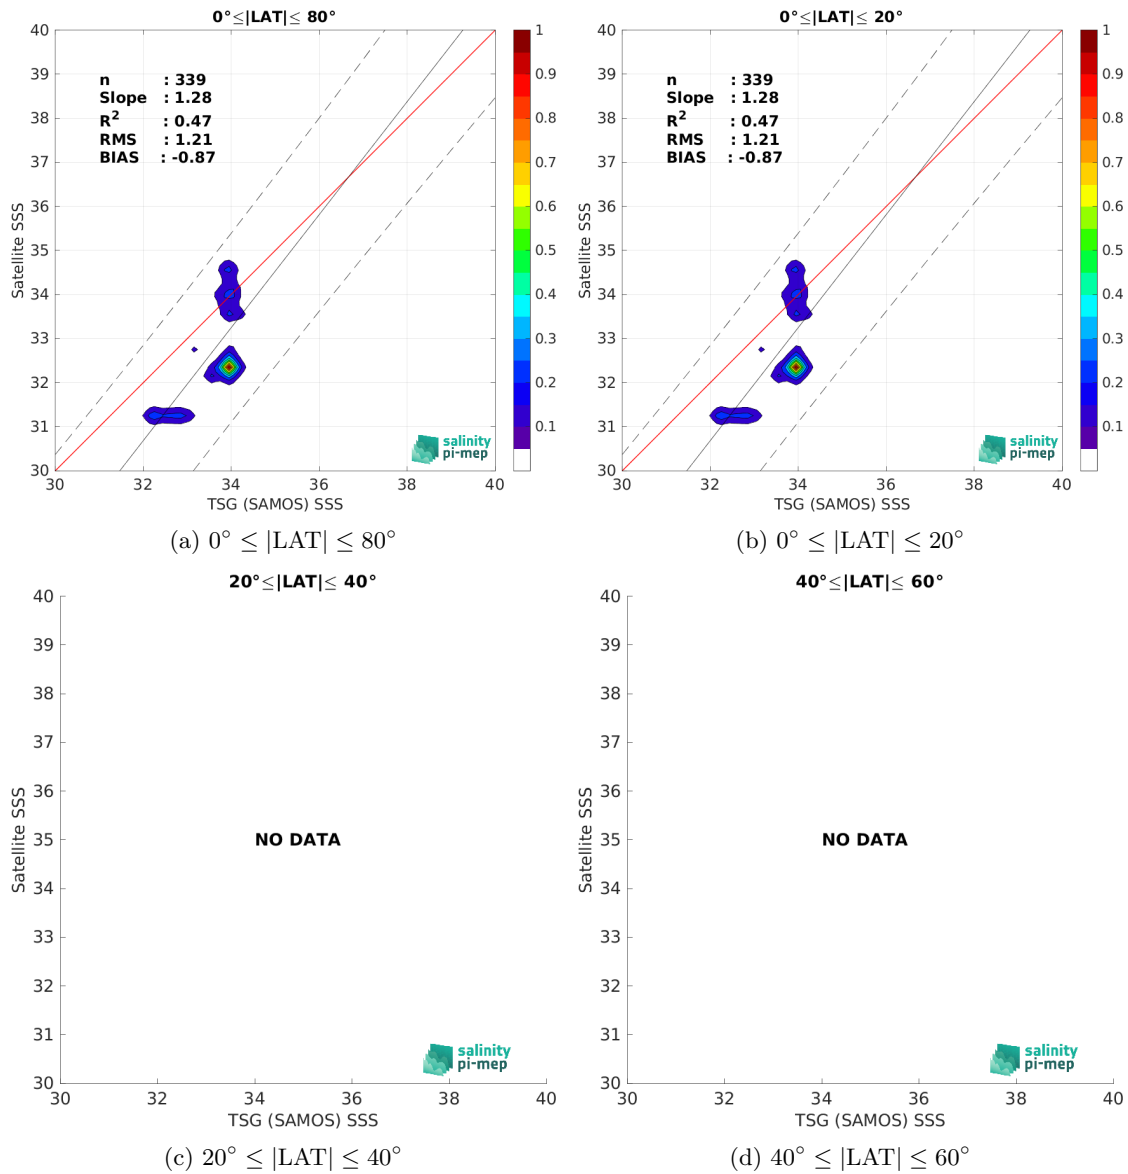 0°≤|LAT|≤ 80°
40
39
38
37
36
35
34
33
32
31
30
Satellite SSS
n : 339
Slope : 1.28
R² : 0.47
RMS : 1.21
BIAS : -0.87
1
0.9
0.8
0.7
0.6
0.5
0.4
0.3
0.2
0.1
salinity
pi-mep
30 32 34 36 38 40
TSG (SAMOS) SSS
(a) 0° ≤ |LAT| ≤ 80°
0°≤|LAT|≤ 20°
40
39
38
37
36
35
34
33
32
31
30
Satellite SSS
n : 339
Slope : 1.28
R² : 0.47
RMS : 1.21
BIAS : -0.87
1
0.9
0.8
0.7
0.6
0.5
0.4
0.3
0.2
0.1
salinity
pi-mep
30 32 34 36 38 40
TSG (SAMOS) SSS
(b) 0° ≤ |LAT| ≤ 20°
20°≤|LAT|≤ 40°
40
39
38
37
36
35
34
33
32
31
30
Satellite SSS
NO DATA
salinity
pi-mep
30 32 34 36 38 40
TSG (SAMOS) SSS
(c) 20° ≤ |LAT| ≤ 40°
40°≤|LAT|≤ 60°
40
39
38
37
36
35
34
33
32
31
30
Satellite SSS
NO DATA
salinity
pi-mep
30 32 34 36 38 40
TSG (SAMOS) SSS
(d) 40° ≤ |LAT| ≤ 60°